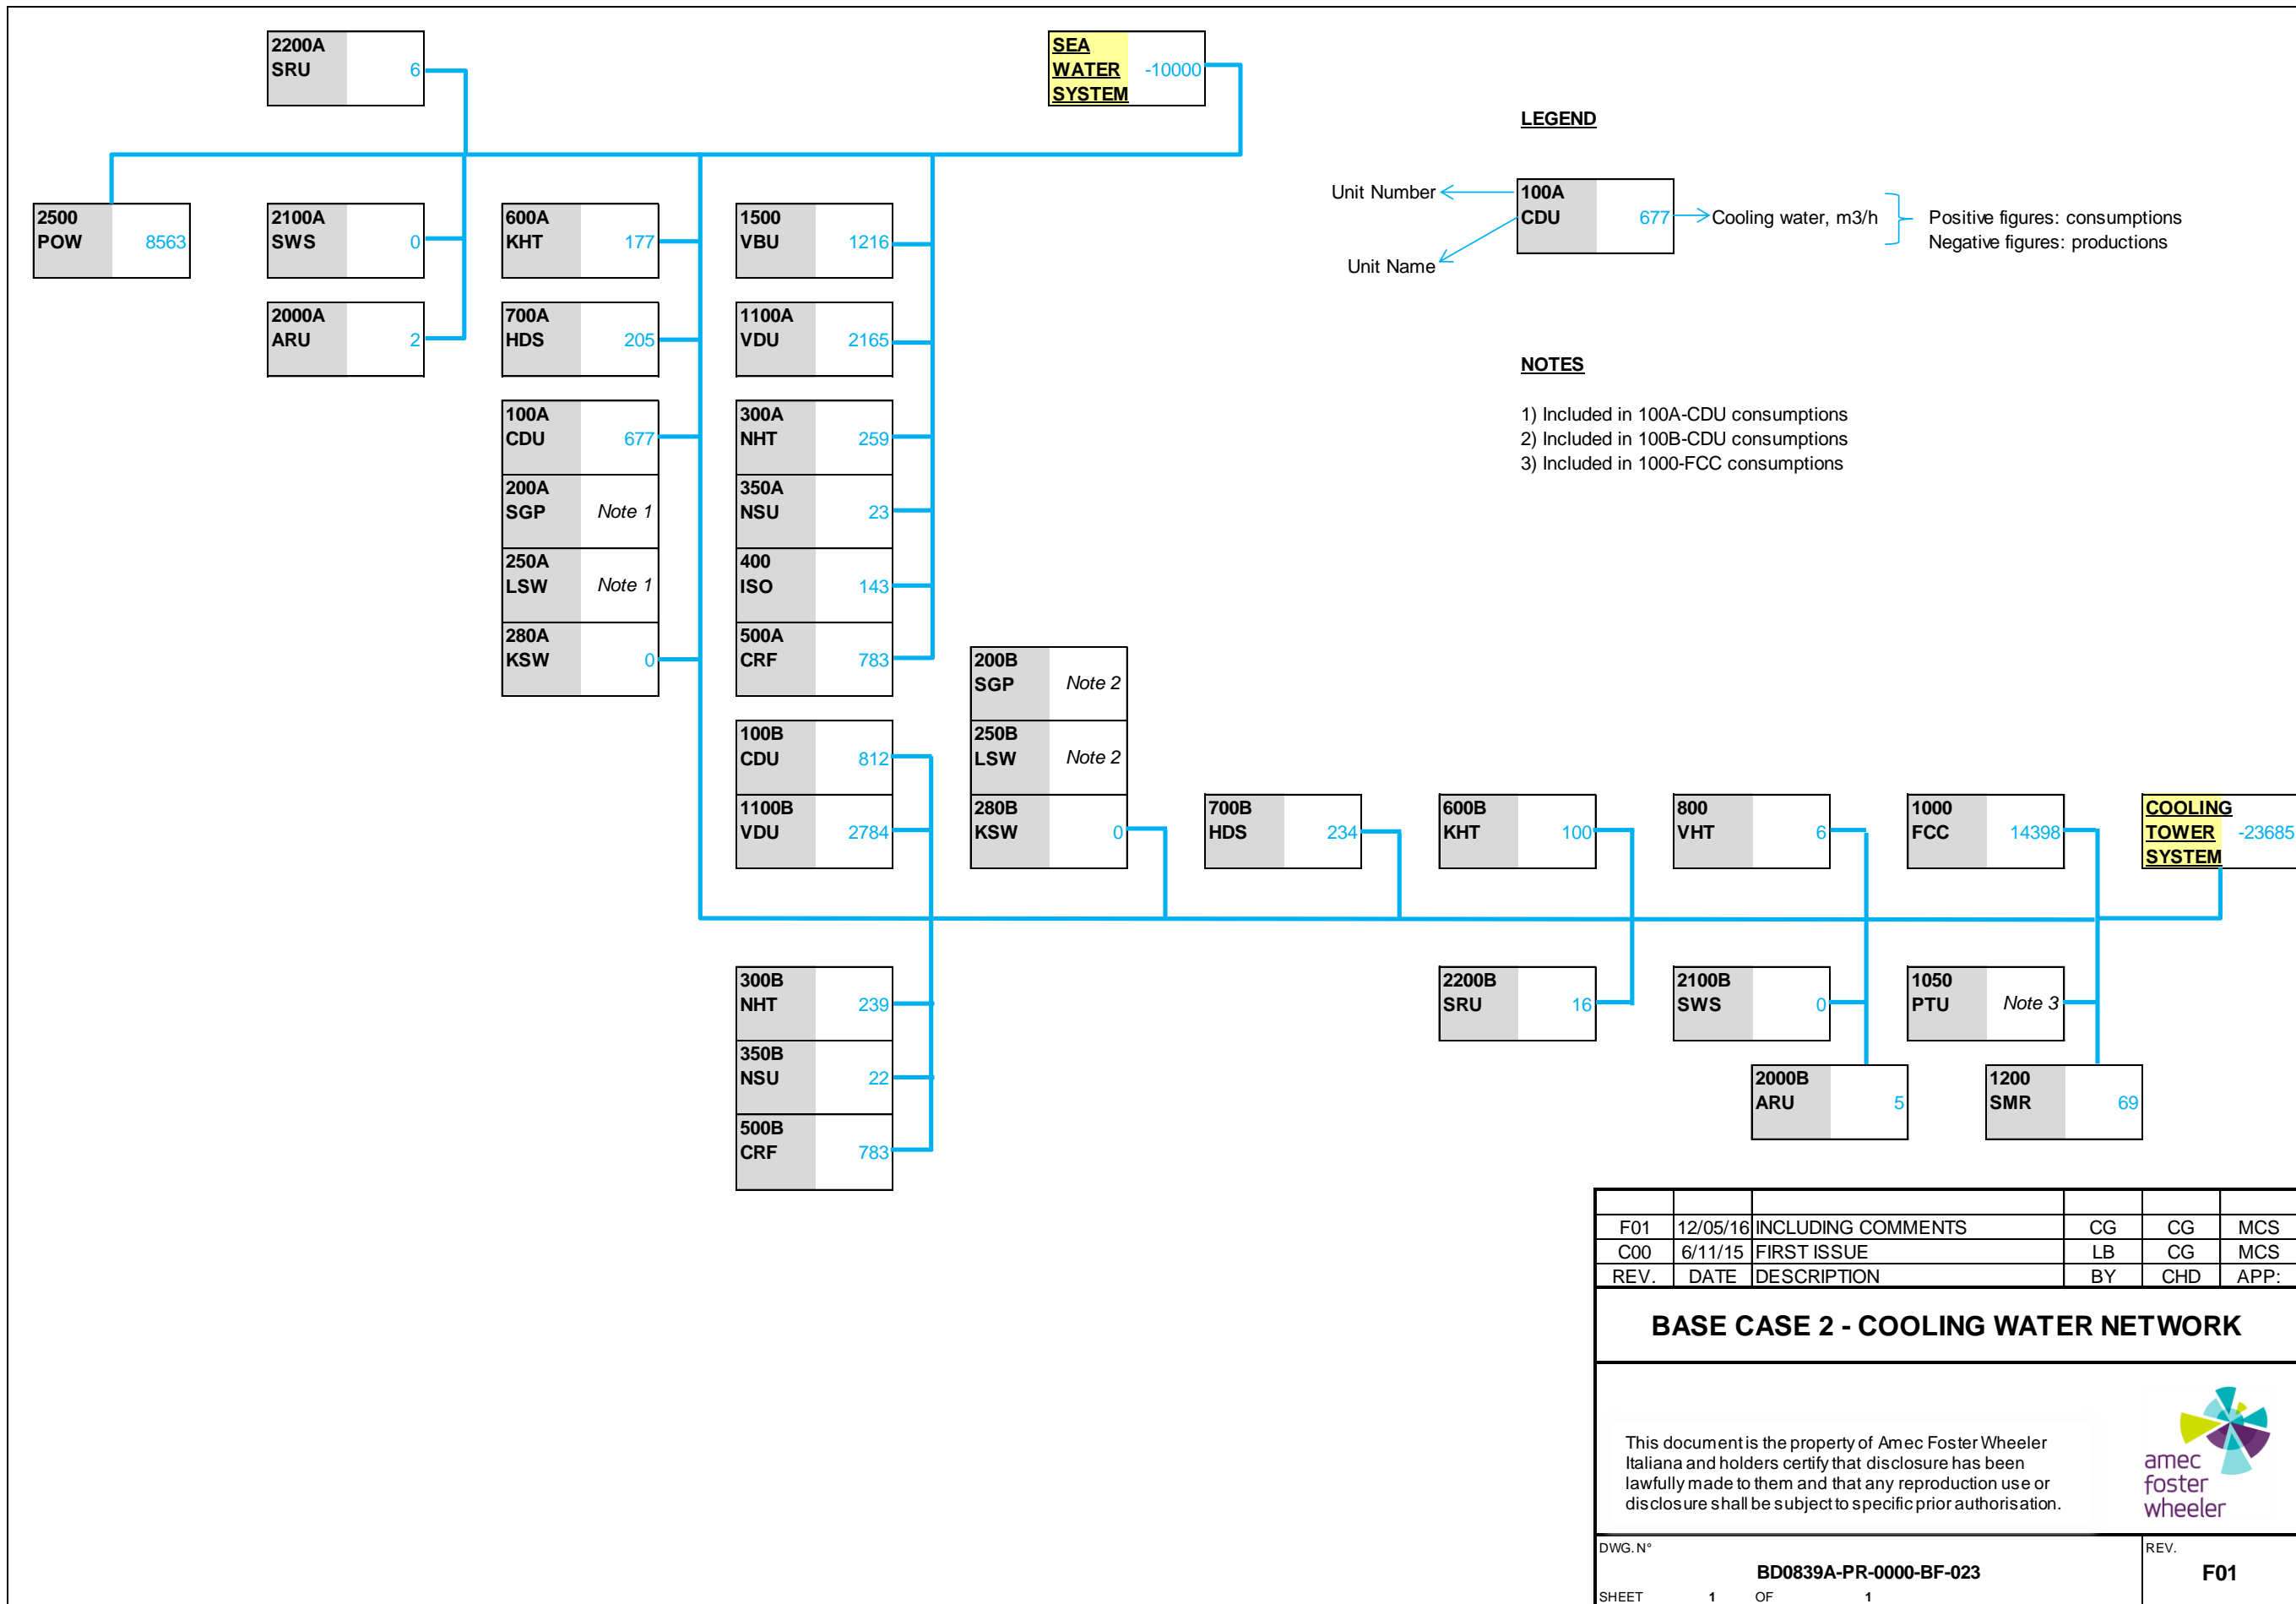 2200A
SRU 6
SEA
WATER -10000
SYSTEM
LEGEND
Unit Number
100A
CDU 677
Cooling water, m3/h
Positive figures: consumptions
Negative figures: productions
Unit Name
2500
POW 8563
2100A
SWS 0
600A
KHT 177
1500
VBU 1216
2000A
ARU 2
700A
HDS 205
1100A
VDU 2165
NOTES
1) Included in 100A-CDU consumptions
2) Included in 100B-CDU consumptions
3) Included in 1000-FCC consumptions
100A
CDU 677
300A
NHT 259
200A
SGP Note 1
350A
NSU 23
250A
LSW Note 1
400
ISO 143
280A
KSW 0
500A
CRF 783
200B
SGP Note 2
100B
CDU 812
250B
LSW Note 2
1100B
VDU 2784
280B
KSW 0
700B
HDS 234
600B
KHT 100
800
VHT 6
1000
FCC 14398
COOLING
TOWER -23685
SYSTEM
300B
NHT 239
2200B
SRU 16
2100B
SWS 0
1050
PTU Note 3
350B
NSU 22
2000B
ARU 5
1200
SMR 69
500B
CRF 783
F01 12/05/16 INCLUDING COMMENTS CG CG MCS
C00 6/11/15 FIRST ISSUE LB CG MCS
REV. DATE DESCRIPTION BY CHD APP:
BASE CASE 2 - COOLING WATER NETWORK
This document is the property of Amec Foster Wheeler
Italiana and holders certify that disclosure has been
lawfully made to them and that any reproduction use or
disclosure shall be subject to specific prior authorisation.
amec
foster
wheeler
DWG. N°
BD0839A-PR-0000-BF-023
REV.
F01
SHEET 1 OF 1